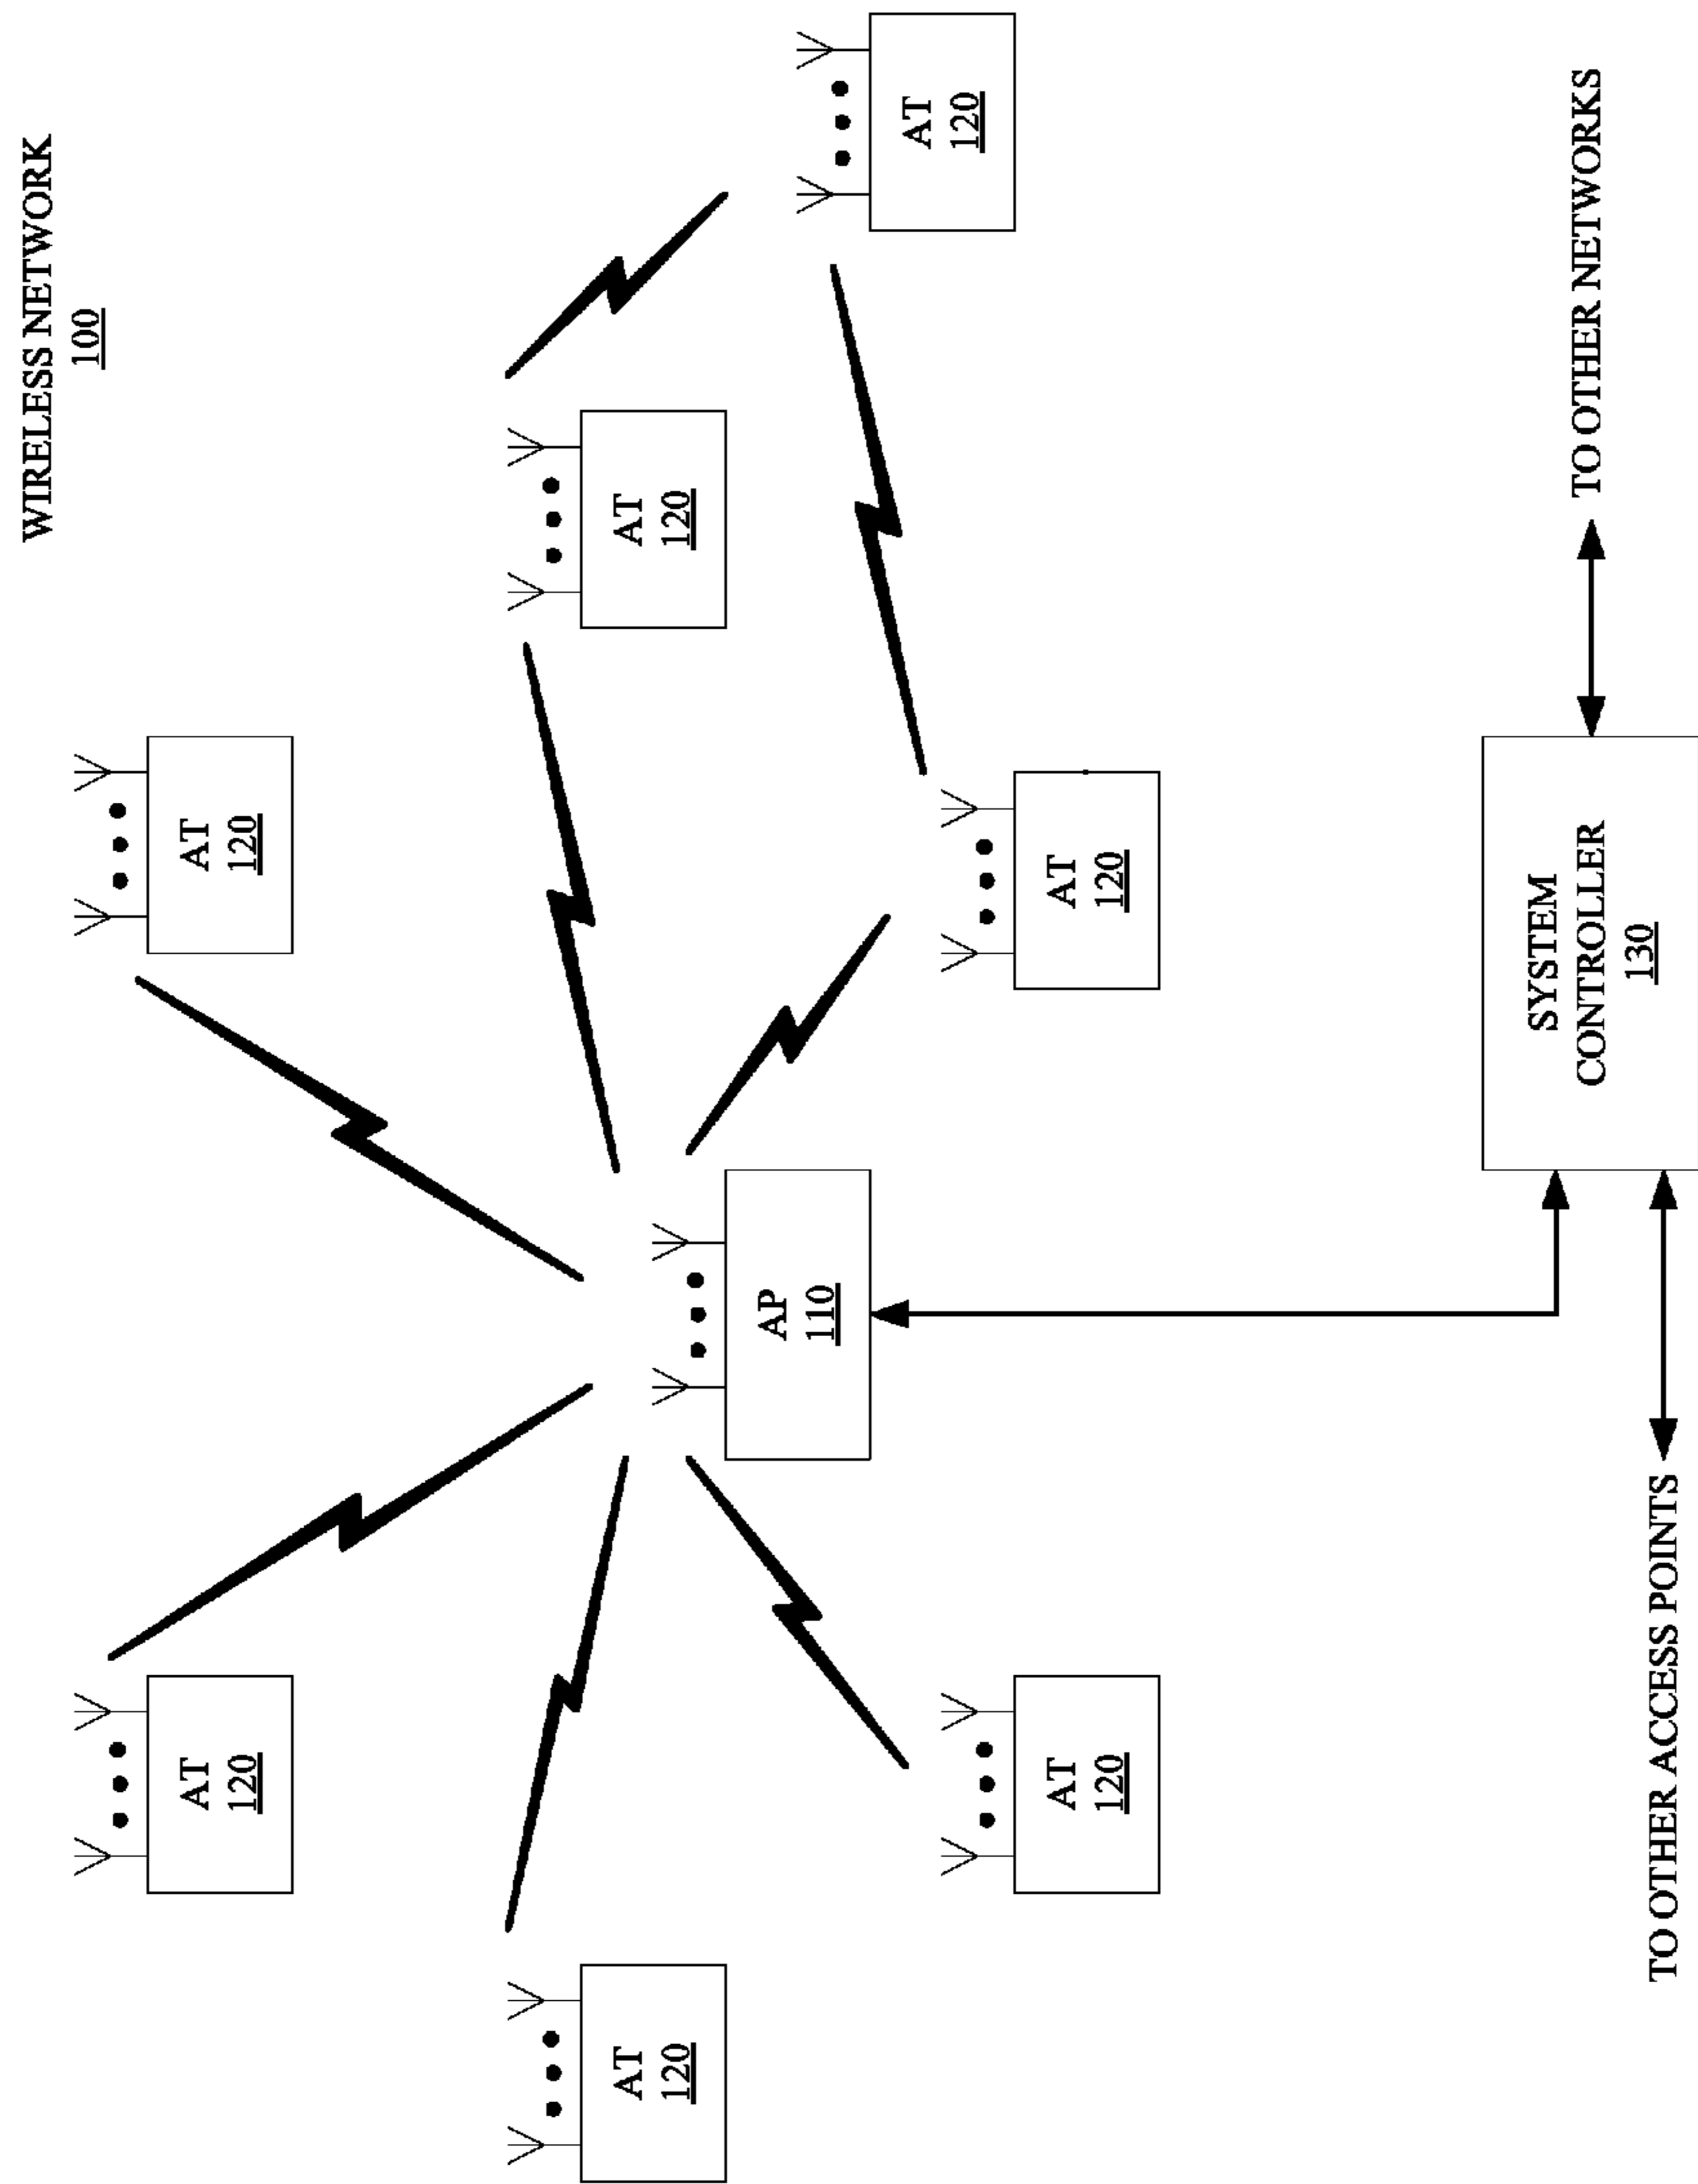 WIRELESS NETWORK
100
AT
120
AT
120
AT
120
AT
120
AP
110
AT
120
AT
120
AT
120
SYSTEM
CONTROLLER
130
TO OTHER NETWORKS
TO OTHER ACCESS POINTS